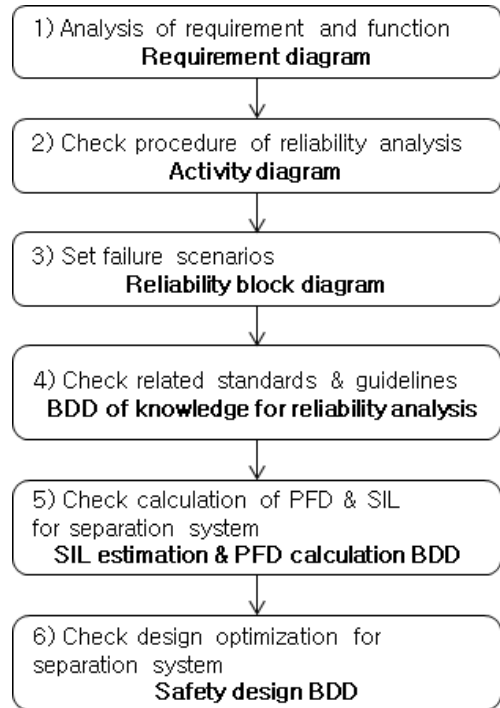 1) Analysis of requirement and function
Requirement diagram
2) Check procedure of reliability analysis
Activity diagram
3) Set failure scenarios
Reliability block diagram
4) Check related standards & guidelines
BDD of knowledge for reliability analysis
5) Check calculation of PFD & SIL
for separation system
SIL estimation & PFD calculation BDD
6) Check design optimization for
separation system
Safety design BDD